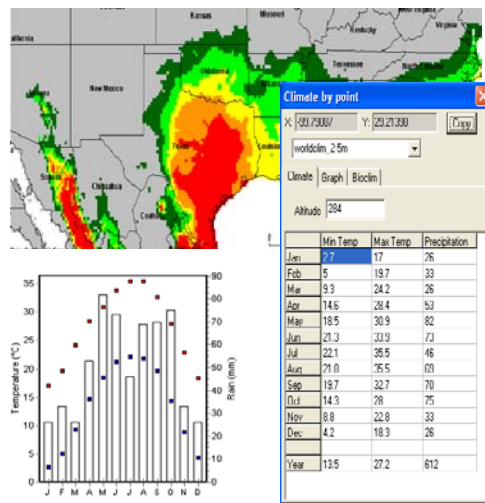 Kansas
Missouri
Kentucky
Virginia
alifornia
Tennessee
Oklahoma
New Mexico
Texas
Chihuahua
Climate by point
X: -99.79087 Y: 29.21390 Copy
worldclim_2-5m
Climate Graph Bioclim
Altitude 284
Min Temp Max Temp Precipitation
Jan 2.7 17 26
Feb 5 19.7 33
Mar 9.3 24.2 26
Apr 14.6 28.4 53
May 18.5 30.9 82
Jun 21.3 33.9 73
Jul 22.1 35.5 46
Aug 21.8 35.5 69
Sep 19.7 32.7 70
Oct 14.3 28 75
Nov 8.8 22.8 33
Dec 4.2 18.3 26
Year 13.5 27.2 612
Temperature (°C)
35
30
25
20
15
10
5
0
J F M A M J J A S O N D
90
80
70
60
50
40
30
20
10
0
Rain (mm)